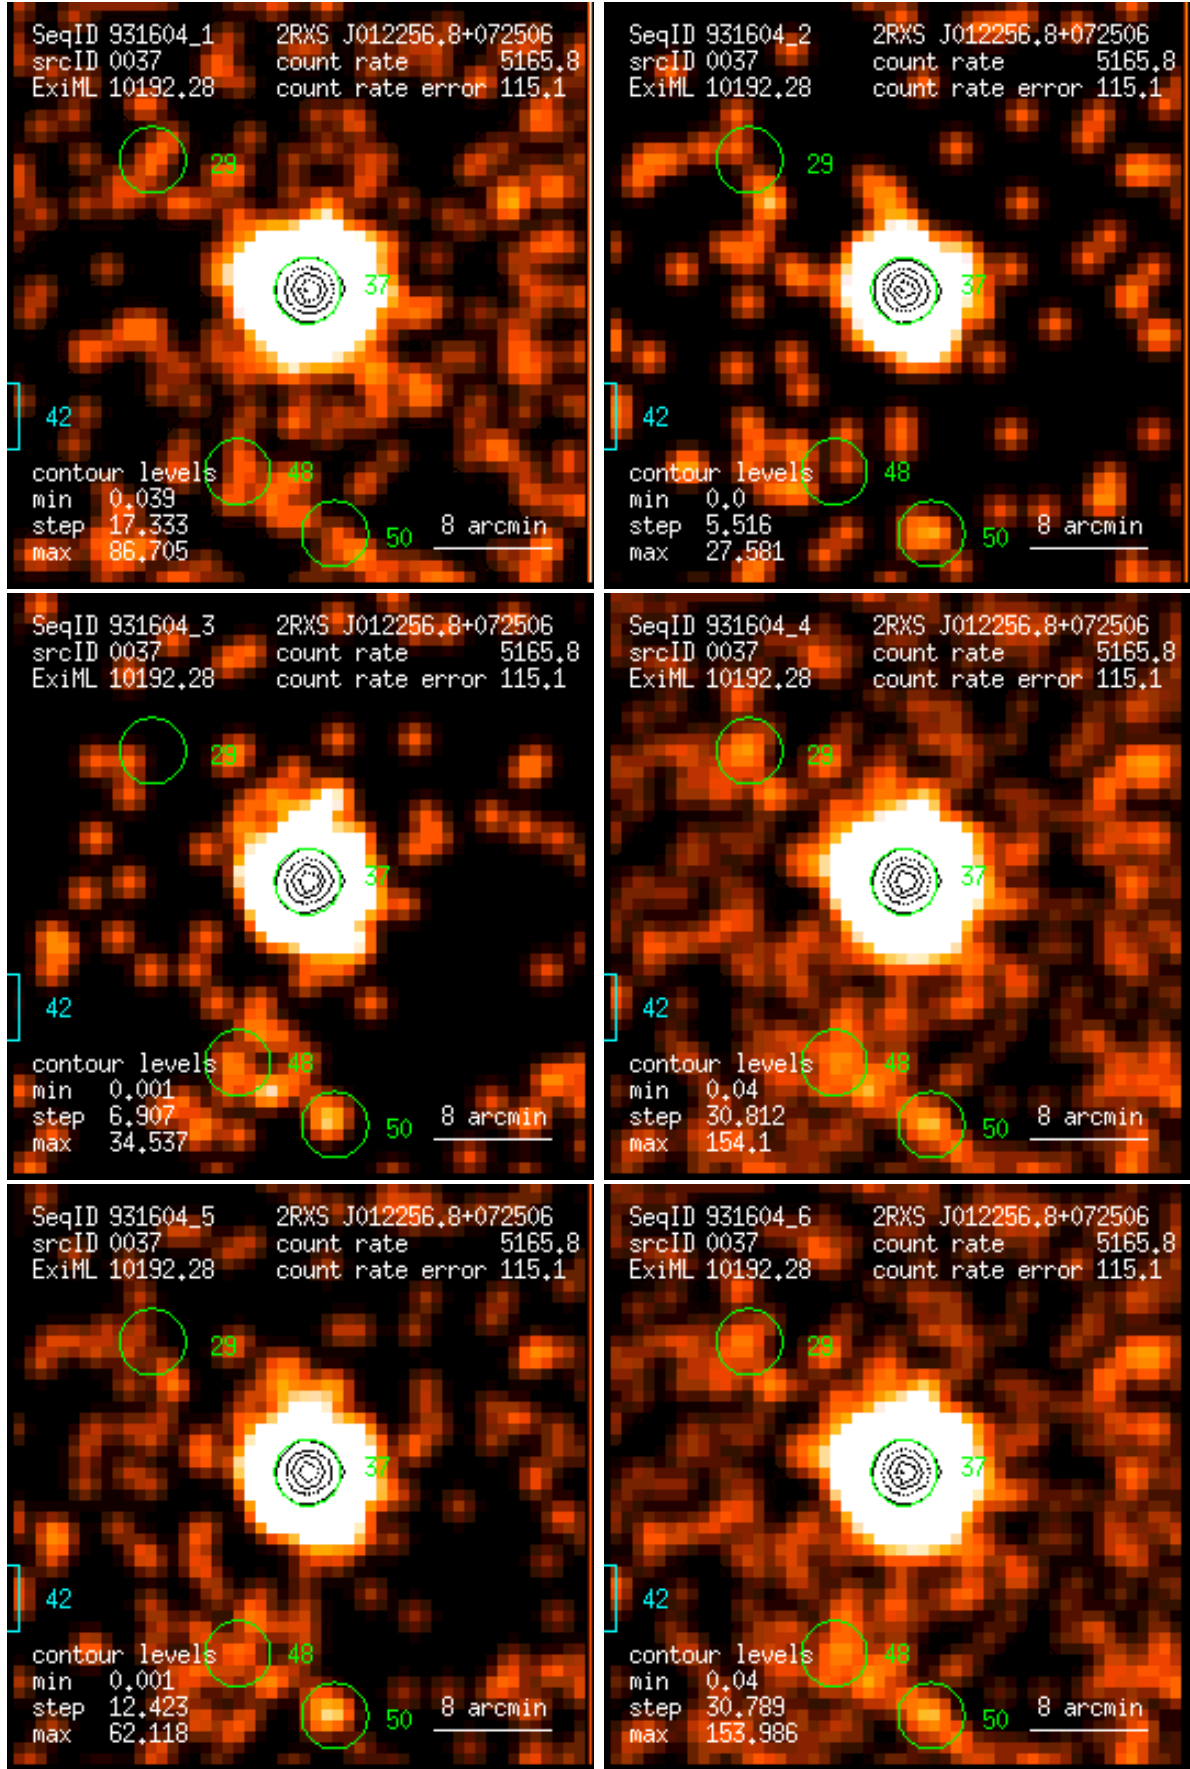 SeqID 931604_1 2RXS J012256.8+072506
srcID 0037 count rate 5165.8
ExiML 10192.28 count rate error 115.1
29
37
42
48
contour levels
min 0.039
step 17.333
max 86.705
50
8 arcmin
SeqID 931604_2 2RXS J012256.8+072506
srcID 0037 count rate 5165.8
ExiML 10192.28 count rate error 115.1
29
37
42
48
contour levels
min 0.0
step 5.516
max 27.581
50
8 arcmin
SeqID 931604_3 2RXS J012256.8+072506
srcID 0037 count rate 5165.8
ExiML 10192.28 count rate error 115.1
29
37
42
48
contour levels
min 0.001
step 6.907
max 34.537
50
8 arcmin
SeqID 931604_4 2RXS J012256.8+072506
srcID 0037 count rate 5165.8
ExiML 10192.28 count rate error 115.1
29
37
42
48
contour levels
min 0.04
step 30.812
max 154.1
50
8 arcmin
SeqID 931604_5 2RXS J012256.8+072506
srcID 0037 count rate 5165.8
ExiML 10192.28 count rate error 115.1
29
37
42
48
contour levels
min 0.001
step 12.423
max 62.118
50
8 arcmin
SeqID 931604_6 2RXS J012256.8+072506
srcID 0037 count rate 5165.8
ExiML 10192.28 count rate error 115.1
29
37
42
48
contour levels
min 0.04
step 30.789
max 153.986
50
8 arcmin